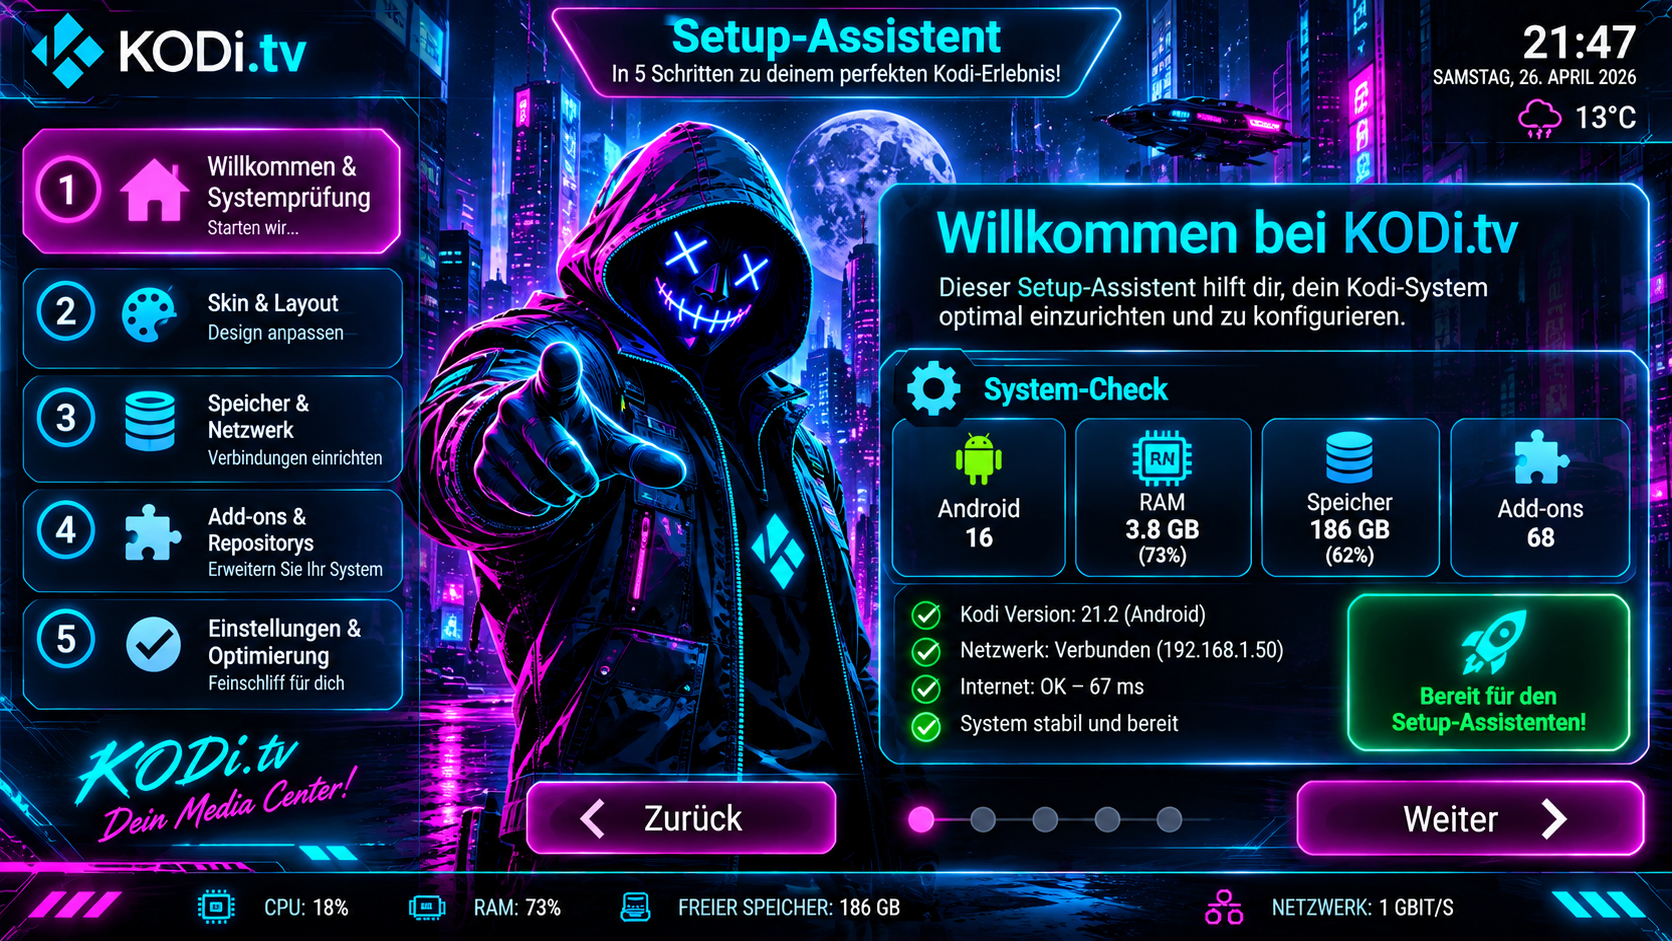 KODi.tv
Setup-Assistent
In 5 Schritten zu deinem perfekten Kodi-Erlebnis!
21:47
SAMSTAG, 26. APRIL 2026
13°C
1
Willkommen &
Systemprüfung
Starten wir...
2
Skin & Layout
Design anpassen
3
Speicher &
Netzwerk
Verbindungen einrichten
4
Add-ons &
Repositorys
Erweitern Sie Ihr System
5
Einstellungen &
Optimierung
Feinschliff für dich
KODi.tv
Dein Media Center!
Willkommen bei KODi.tv
Dieser Setup-Assistent hilft dir, dein Kodi-System
optimal einzurichten und zu konfigurieren.
System-Check
Android
16
RN
RAM
3.8 GB
(73%)
Speicher
186 GB
(62%)
Add-ons
68
Kodi Version: 21.2 (Android)
Netzwerk: Verbunden (192.168.1.50)
Internet: OK – 67 ms
System stabil und bereit
Bereit für den
Setup-Assistenten!
Zurück
Weiter
CPU: 18%
RAM: 73%
FREIER SPEICHER: 186 GB
NETZWERK: 1 GBIT/S